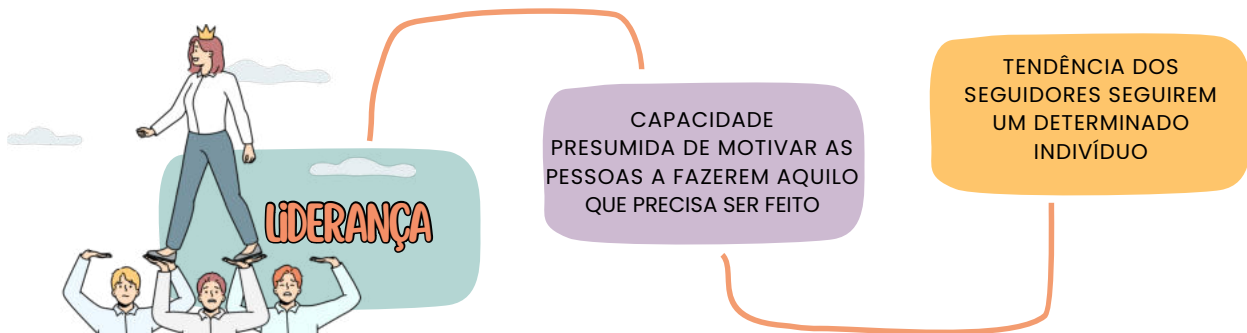 LiDERANÇA
CAPACIDADE
PRESUMIDA DE MOTIVAR AS
PESSOAS A FAZEREM AQUILO
QUE PRECISA SER FEITO
TENDÊNCIA DOS
SEGUIDORES SEGUIREM
UM DETERMINADO
INDIVÍDUO